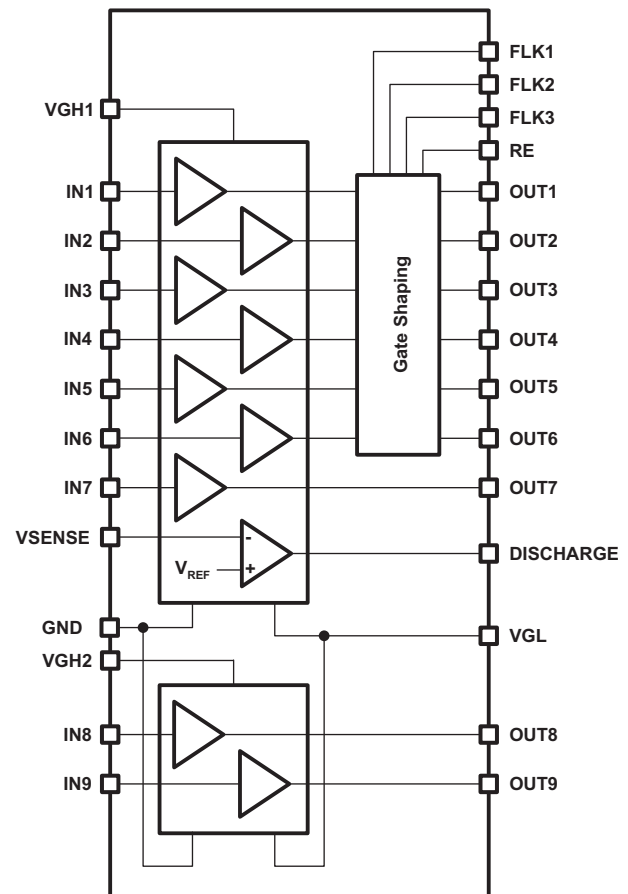 FLK1
FLK2
VGH1
FLK3
RE
IN1
OUT1
IN2
OUT2
IN3
OUT3
Gate Shaping
IN4
OUT4
IN5
OUT5
IN6
OUT6
IN7
OUT7
VSENSE
-
DISCHARGE
VREF
+
GND
VGL
VGH2
IN8
OUT8
IN9
OUT9